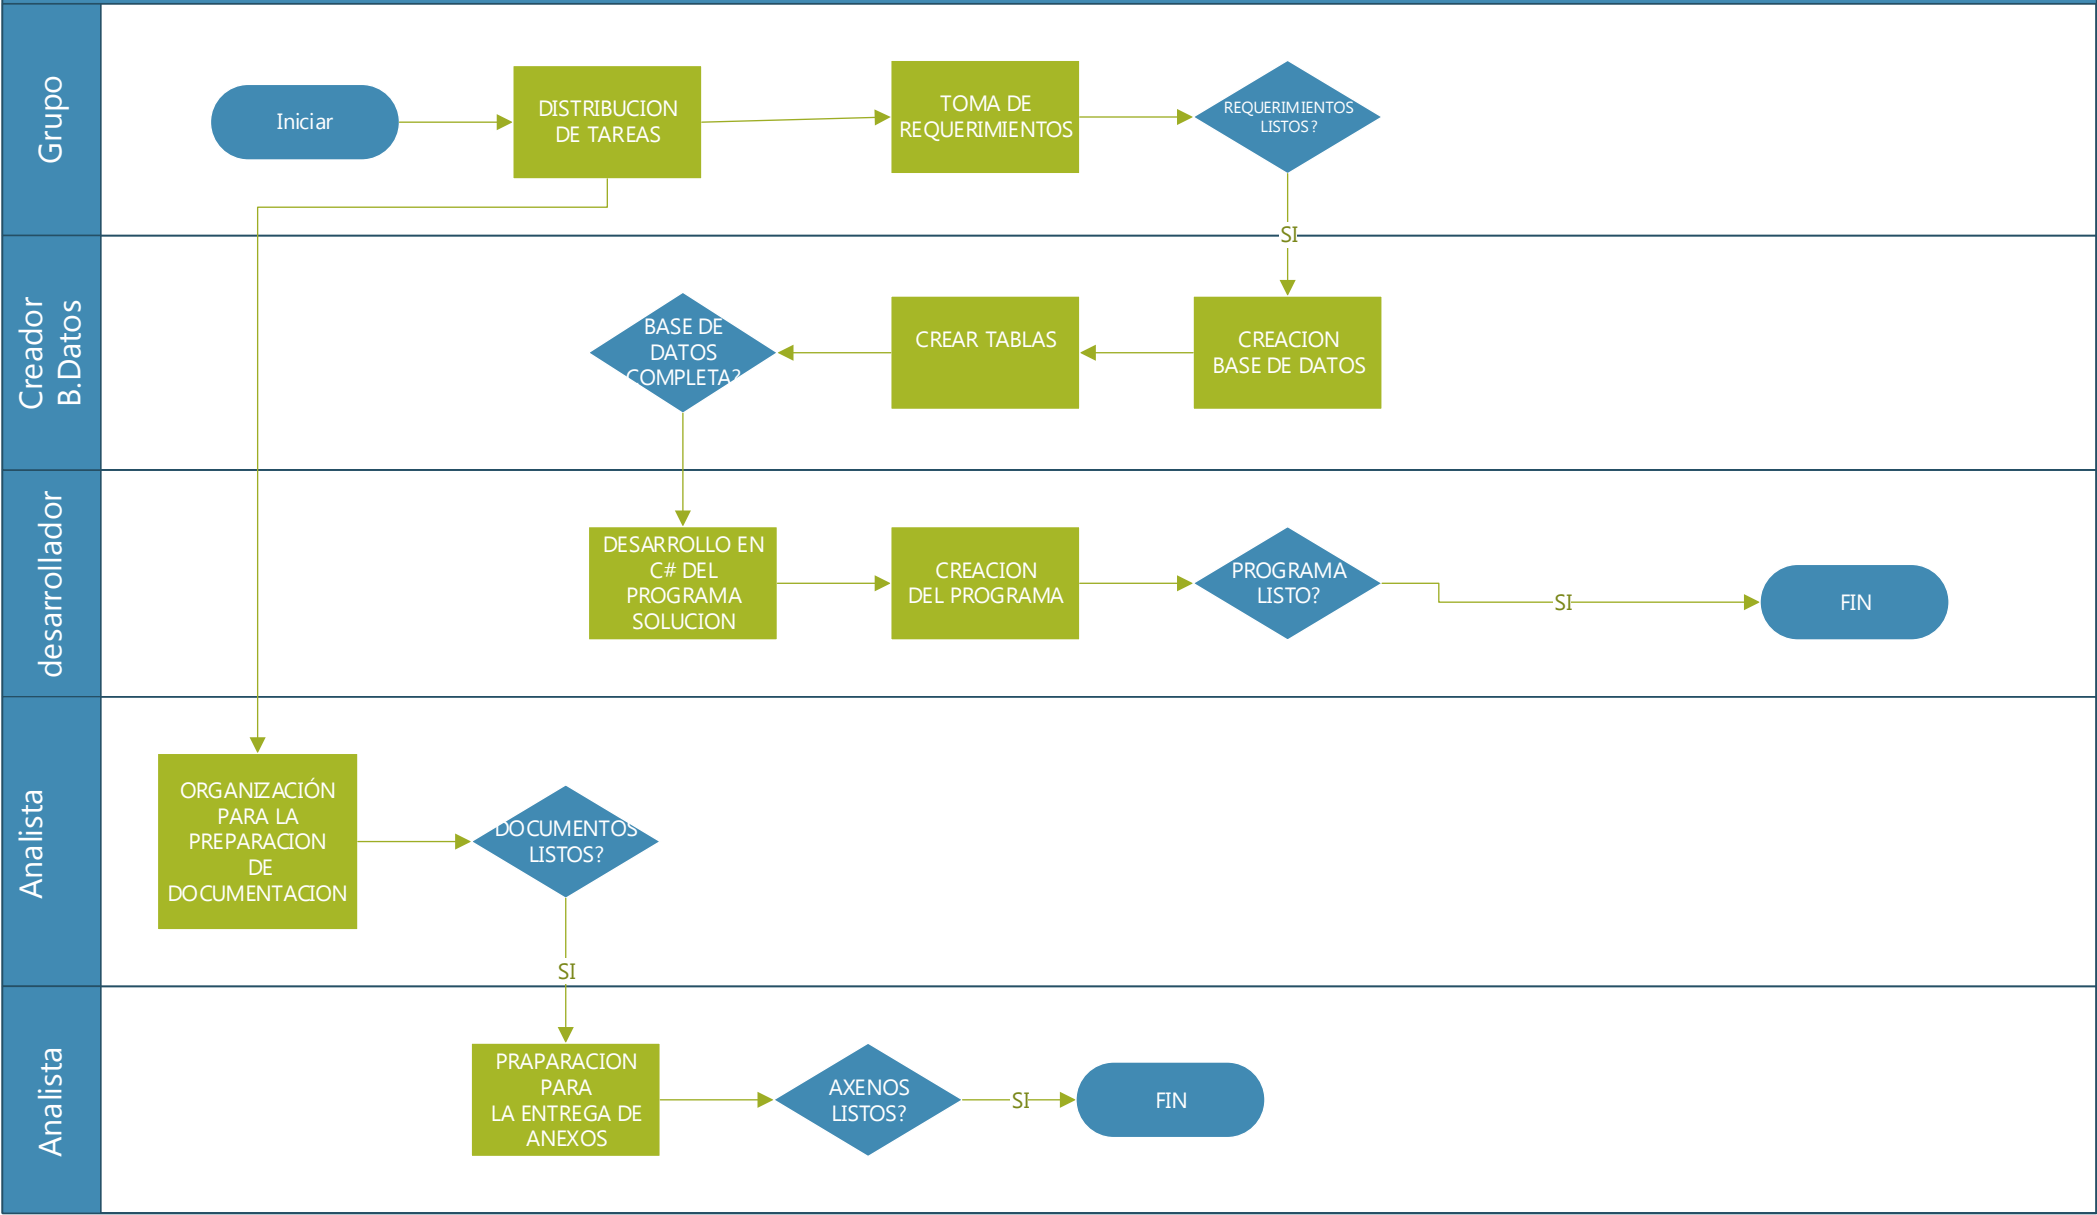 Grupo
Iniciar
DISTRIBUCION
DE TAREAS
TOMA DE
REQUERIMIENTOS
REQUERIMIENTOS
LISTOS ?
SI
Creador
B.Datos
BASE DE
DATOS
COMPLETA?
CREAR TABLAS
CREACION
BASE DE DATOS
desarrollador
DESARROLLO EN
C# DEL
PROGRAMA
SOLUCION
CREACION
DEL PROGRAMA
PROGRAMA
LISTO?
SI
FIN
Analista
ORGANIZACIÓN
PARA LA
PREPARACION
DE
DOCUMENTACION
DOCUMENTOS
LISTOS?
SI
Analista
PRAPARACION
PARA
LA ENTREGA DE
ANEXOS
AXENOS
LISTOS?
SI
FIN